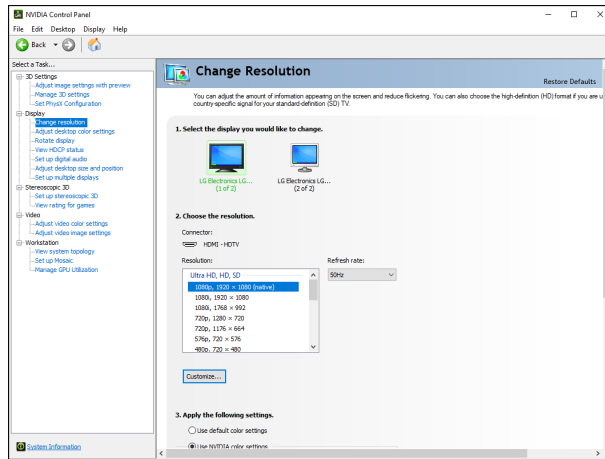 NVIDIA Control Panel
File Edit Desktop Display Help
Back
Select a Task...
3D Settings
Adjust image settings with preview
Manage 3D settings
Set PhysX Configuration
Display
Change resolution
Adjust desktop color settings
Rotate display
View HDCP status
Set up digital audio
Adjust desktop size and position
Set up multiple displays
Stereoscopic 3D
Set up stereoscopic 3D
View rating for games
Video
Adjust video color settings
Adjust video image settings
Workstation
View system topology
Set up Mosaic
Manage GPU Utilization
System Information
Change Resolution
Restore Defaults
You can adjust the amount of information appearing on the screen and reduce flickering. You can also choose the high-definition (HD) format if you are u
country-specific signal for your standard-definition (SD) TV.
1. Select the display you would like to change.
LG Electronics LG... LG Electronics LG...
(1 of 2) (2 of 2)
2. Choose the resolution.
Connector:
HDMI - HDTV
Resolution: Refresh rate:
Ultra HD, HD, SD 50Hz
1080p, 1920 × 1080 (native)
1080i, 1920 × 1080
1080i, 1768 × 992
720p, 1280 × 720
720p, 1176 × 664
576p, 720 × 576
480p, 720 × 480
Customize...
3. Apply the following settings.
Use default color settings
Use NVIDIA color settings